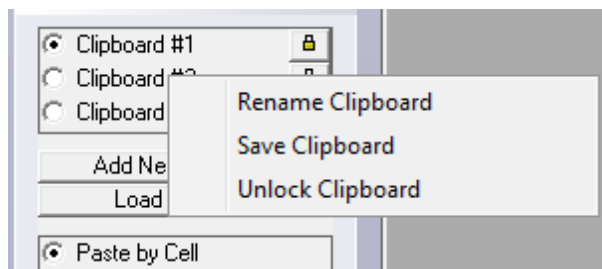 Clipboard #1
Clipboard
Clipboard
Rename Clipboard
Save Clipboard
Unlock Clipboard
Add Ne
Load
Paste by Cell